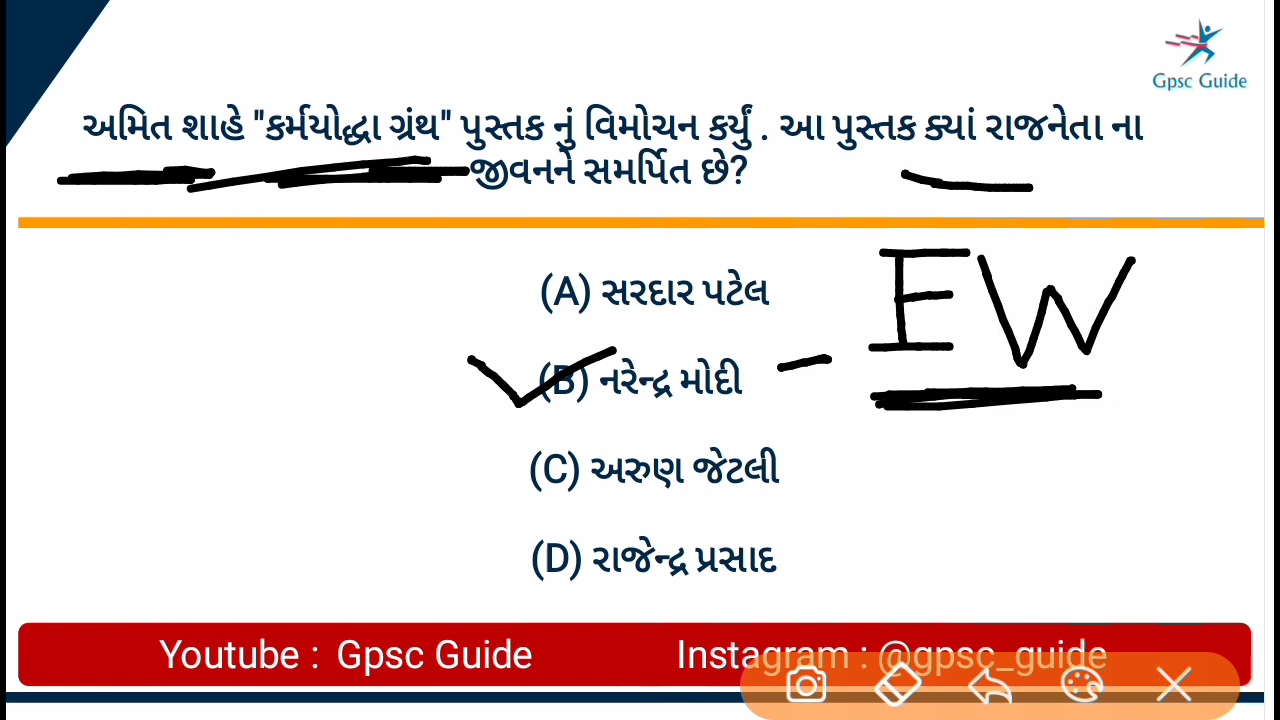 Gpsc Guide
અમિત શાહે "કર્મયોદ્ધા ગ્રંથ" પુસ્તક નું વિમોચન કર્યું . આ પુસ્તક ક્યાં રાજનેતા ના
જીવનને સમર્પિત છે?
(A) સરદાર પટેલ
EW
(B) નરેન્દ્ર મોદી
(C) અરુણ જેટલી
(D) રાજેન્દ્ર પ્રસાદ
Youtube : Gpsc Guide Instagram : @gpsc_guide